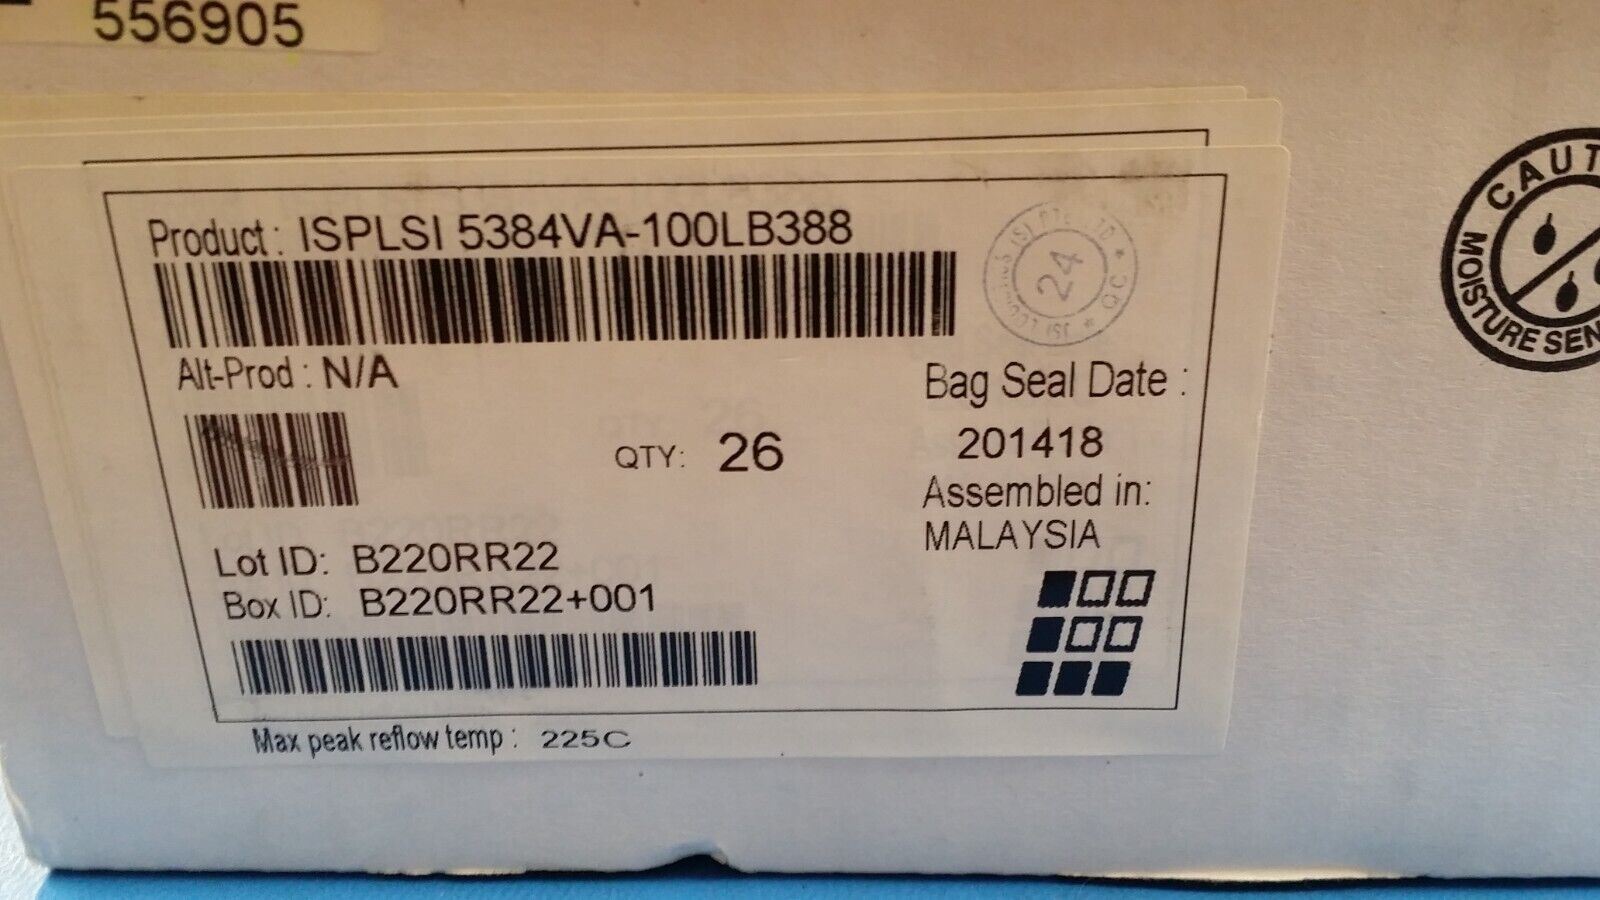 556905
Product : ISPLSI 5384VA-100LB388
Alt-Prod : N/A
QTY: 26
Bag Seal Date :
201418
Assembled in:
MALAYSIA
Lot ID: B220RR22
Box ID: B220RR22+001
Max peak reflow temp : 225C
24
QC
CAUT
MOISTURE SEN